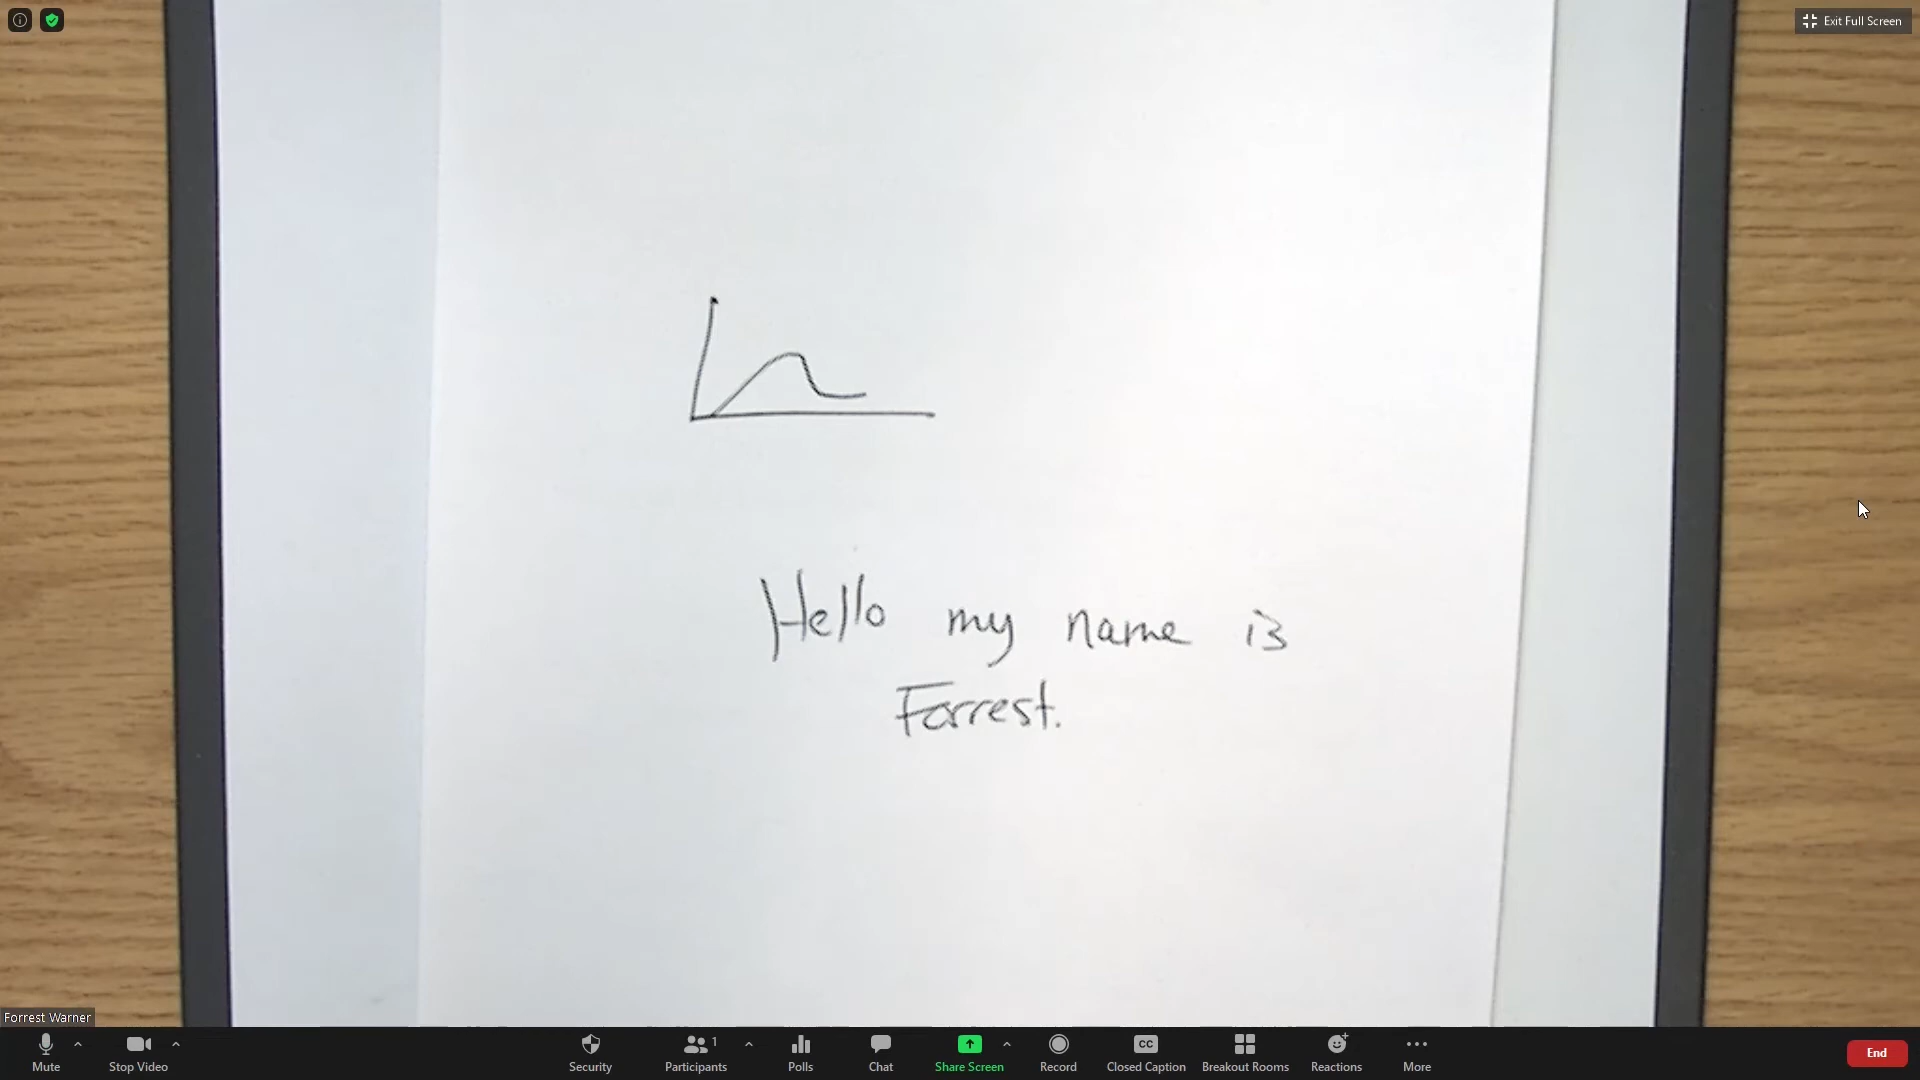 Exit Full Screen
Hello my name is
Forrest.
Forrest Warner
Mute
Stop Video
Security
Participants
1
Polls
Chat
Share Screen
Record
CC
Closed Caption
Breakout Rooms
Reactions
More
End